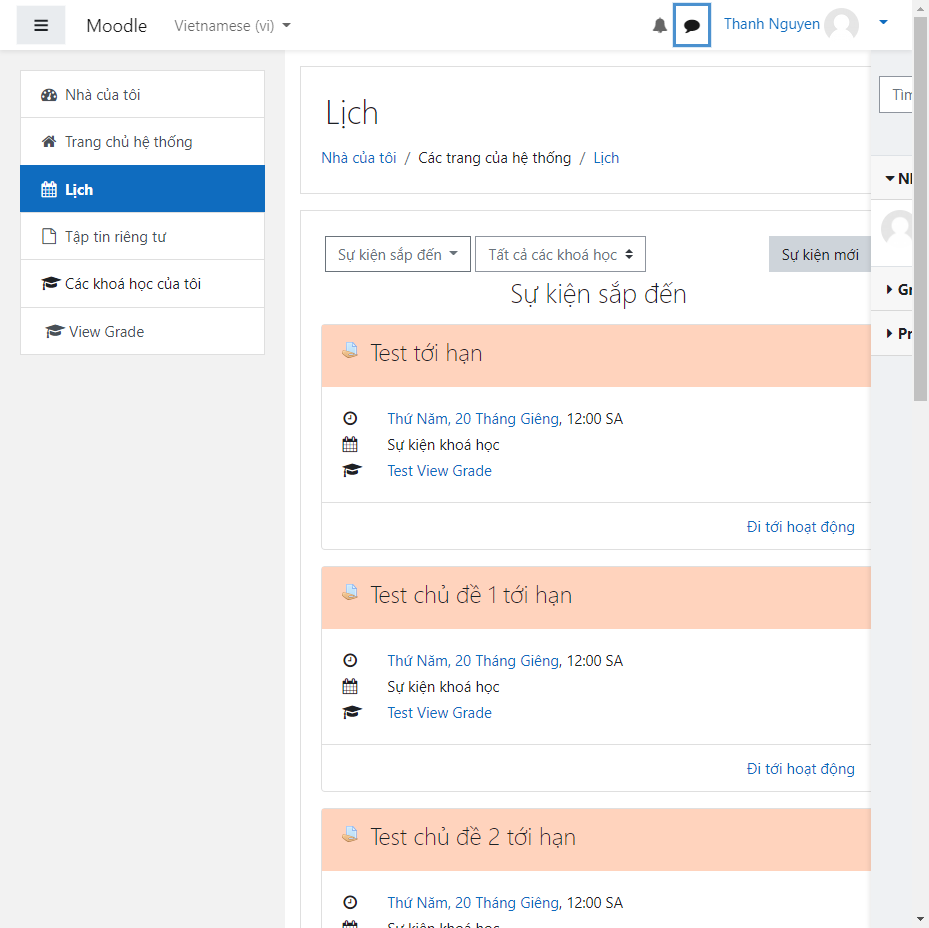 Moodle Vietnamese (vi) Thanh Nguyen
Nhà của tôi
Trang chủ hệ thống
Lịch
Tập tin riêng tư
Các khoá học của tôi
View Grade
Lịch
Nhà của tôi / Các trang của hệ thống / Lịch
Sự kiện sắp đến Tất cả các khoá học Sự kiện mới
Sự kiện sắp đến
Test tới hạn
Thứ Năm, 20 Tháng Giêng, 12:00 SA
Sự kiện khoá học
Test View Grade
Đi tới hoạt động
Test chủ đề 1 tới hạn
Thứ Năm, 20 Tháng Giêng, 12:00 SA
Sự kiện khoá học
Test View Grade
Đi tới hoạt động
Test chủ đề 2 tới hạn
Thứ Năm, 20 Tháng Giêng, 12:00 SA
Sự kiện khoá học